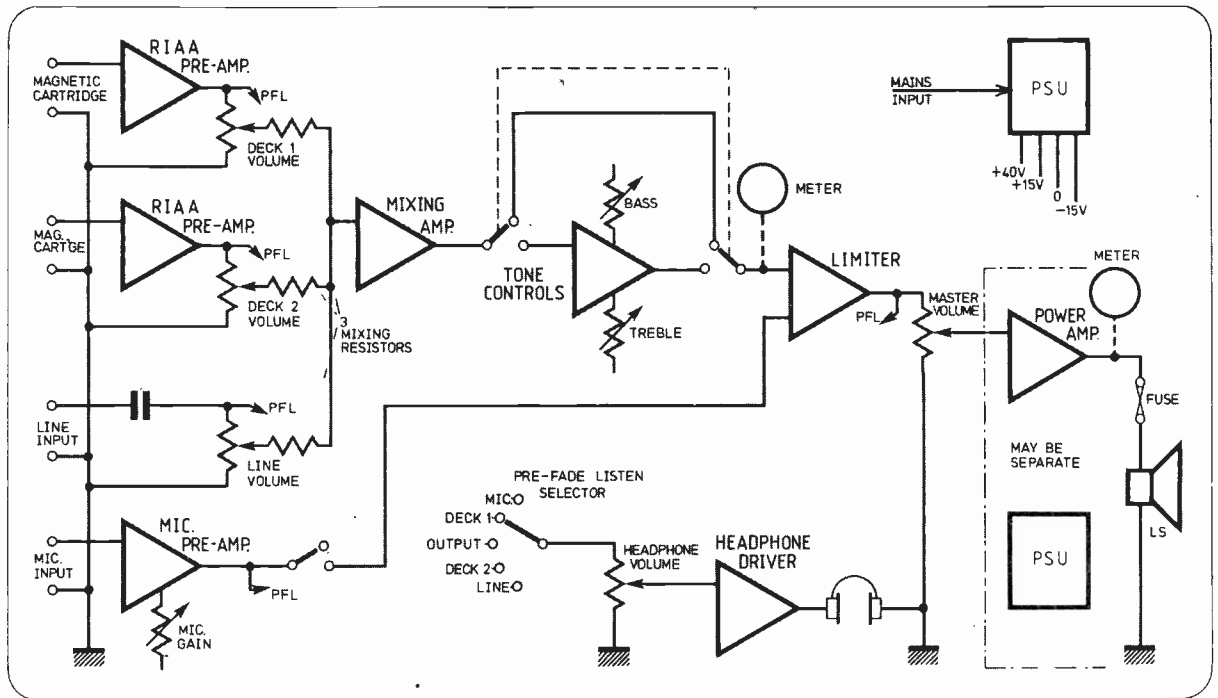 RIAA
PRE-AMP.
MAGNETIC
CARTRIDGE
PFL
DECK 1
VOLUME
RIAA
PRE-AMP.
MAG.
CARTGE
PFL
DECK 2
VOLUME
3
MIXING
RESISTORS
LINE
INPUT
PFL
LINE
VOLUME
MIC.
PRE-AMP.
MIC.
INPUT
PFL
MIC.
GAIN
MIXING
AMP.
BASS
TONE
CONTROLS
TREBLE
METER
LIMITER
PFL
MASTER
VOLUME
MAINS
INPUT
PSU
+40V
+15V
0
-15V
METER
POWER
AMP.
FUSE
MAY BE
SEPARATE
PSU
LS
PRE-FADE LISTEN
SELECTOR
MIC.
DECK 1
OUTPUT
DECK 2
LINE
HEADPHONE
VOLUME
HEADPHONE
DRIVER